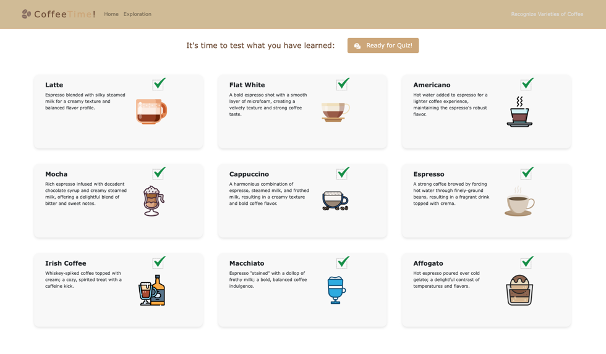 CoffeeTime! Home Exploration Recognize Varieties of Coffee
It's time to test what you have learned: Ready for Quiz!
Latte
Espresso blended with silky steamed
milk for a creamy texture and
balanced flavor profile.
Flat White
A bold espresso shot with a smooth
layer of microfoam, creating a
velvety texture and strong coffee
taste.
Americano
Hot water added to espresso for a
lighter coffee experience,
maintaining the espresso's robust
flavor.
Mocha
Rich espresso infused with decadent
chocolate syrup and creamy steamed
milk, offering a delightful blend of
bitter and sweet notes.
Cappuccino
A harmonious combination of
espresso, steamed milk, and frothed
milk, resulting in a creamy texture
and bold coffee flavor.
Espresso
A strong coffee brewed by forcing
hot water through finely-ground
beans, resulting in a fragrant drink
topped with crema.
Irish Coffee
Whiskey-spiked coffee topped with
cream; a cozy, spirited treat with a
caffeine kick.
Macchiato
Espresso "stained" with a dollop of
frothy milk; a bold, balanced coffee
indulgence.
Affogato
Hot espresso poured over cold
gelato; a delightful contrast of
temperatures and flavors.